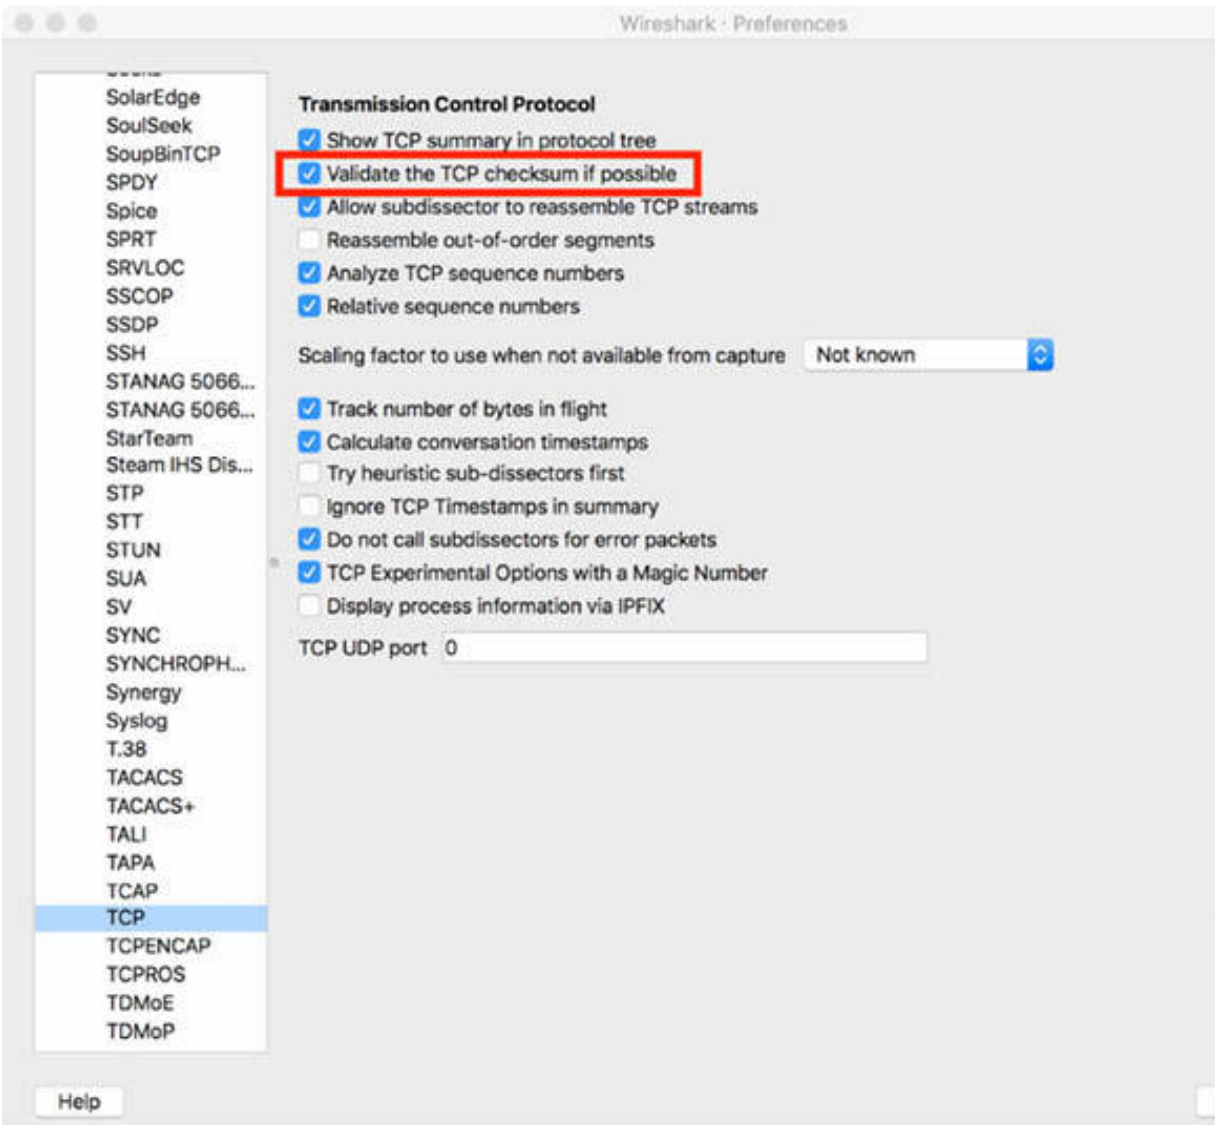 Wireshark · Preferences
SolarEdge
SoulSeek
SoupBinTCP
SPDY
Spice
SPRT
SRVLOC
SSCOP
SSDP
SSH
STANAG 5066...
STANAG 5066...
StarTeam
Steam IHS Dis...
STP
STT
STUN
SUA
SV
SYNC
SYNCHROPH...
Synergy
Syslog
T.38
TACACS
TACACS+
TALI
TAPA
TCAP
TCP
TCPENCAP
TCPROS
TDMoE
TDMoP
Transmission Control Protocol
Show TCP summary in protocol tree
Validate the TCP checksum if possible
Allow subdissector to reassemble TCP streams
Reassemble out-of-order segments
Analyze TCP sequence numbers
Relative sequence numbers
Scaling factor to use when not available from capture Not known
Track number of bytes in flight
Calculate conversation timestamps
Try heuristic sub-dissectors first
Ignore TCP Timestamps in summary
Do not call subdissectors for error packets
TCP Experimental Options with a Magic Number
Display process information via IPFIX
TCP UDP port 0
Help